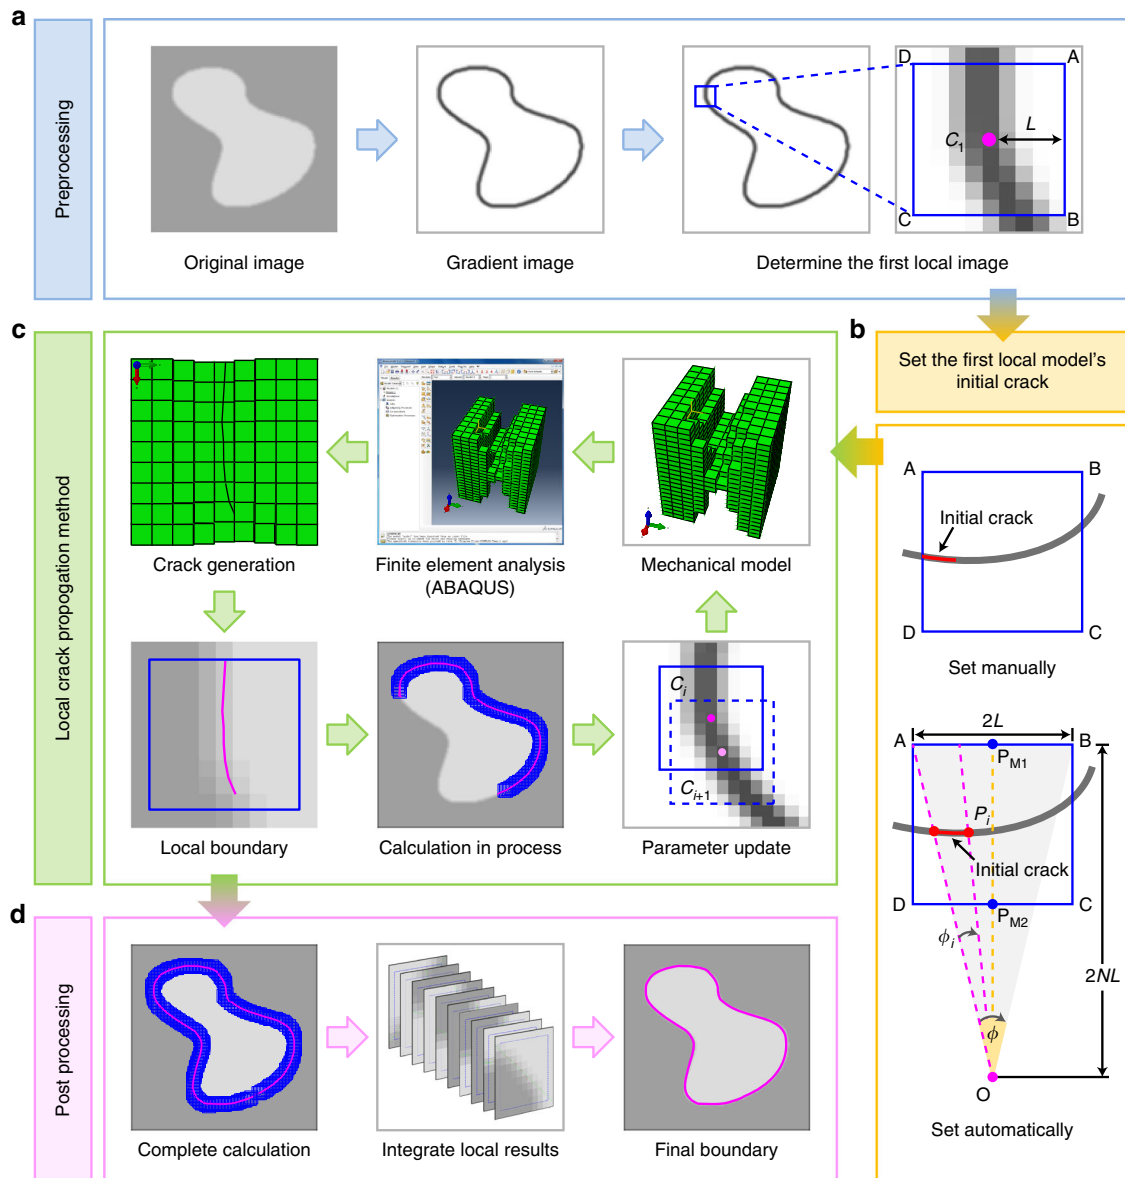 a
Preprocessing
Original image
Gradient image
Determine the first local image
D
A
C1
L
C
B
b
Set the first local model's
initial crack
A
B
Initial crack
D
C
Set manually
2L
A
B
PM1
Pi
Initial crack
D
C
PM2
ϕi
2NL
ϕ
O
Set automatically
c
Local crack propogation method
Crack generation
Finite element analysis
(ABAQUS)
Mechanical model
Local boundary
Calculation in process
Ci
Ci+1
Parameter update
d
Post processing
Complete calculation
Integrate local results
Final boundary